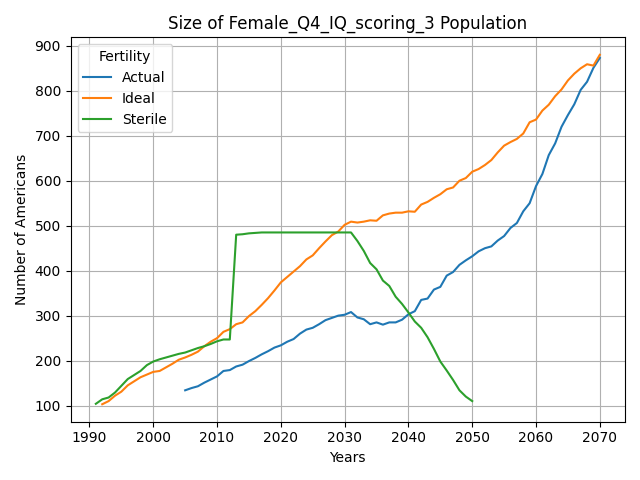 Size of Female_Q4_IQ_scoring_3 Population
Number of Americans
900
800
700
600
500
400
300
200
100
Fertility
Actual
Ideal
Sterile
1990 2000 2010 2020 2030 2040 2050 2060 2070
Years